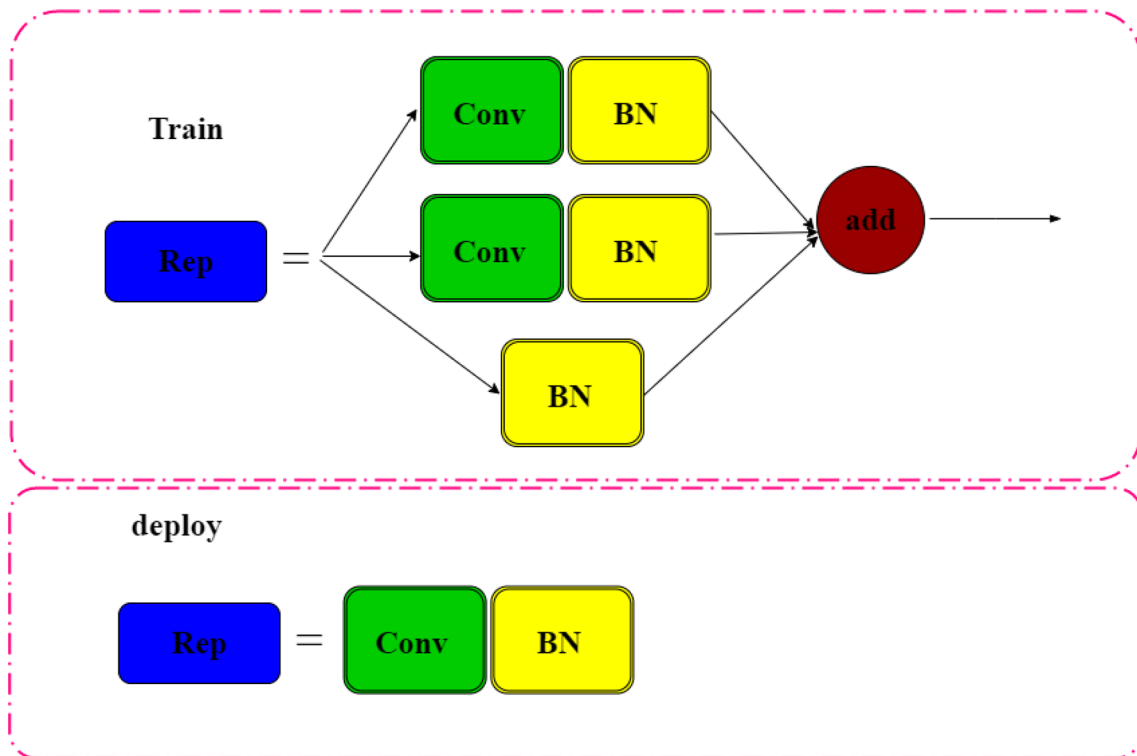 Train
Conv BN
Rep = Conv BN add
BN
deploy
Rep = Conv BN